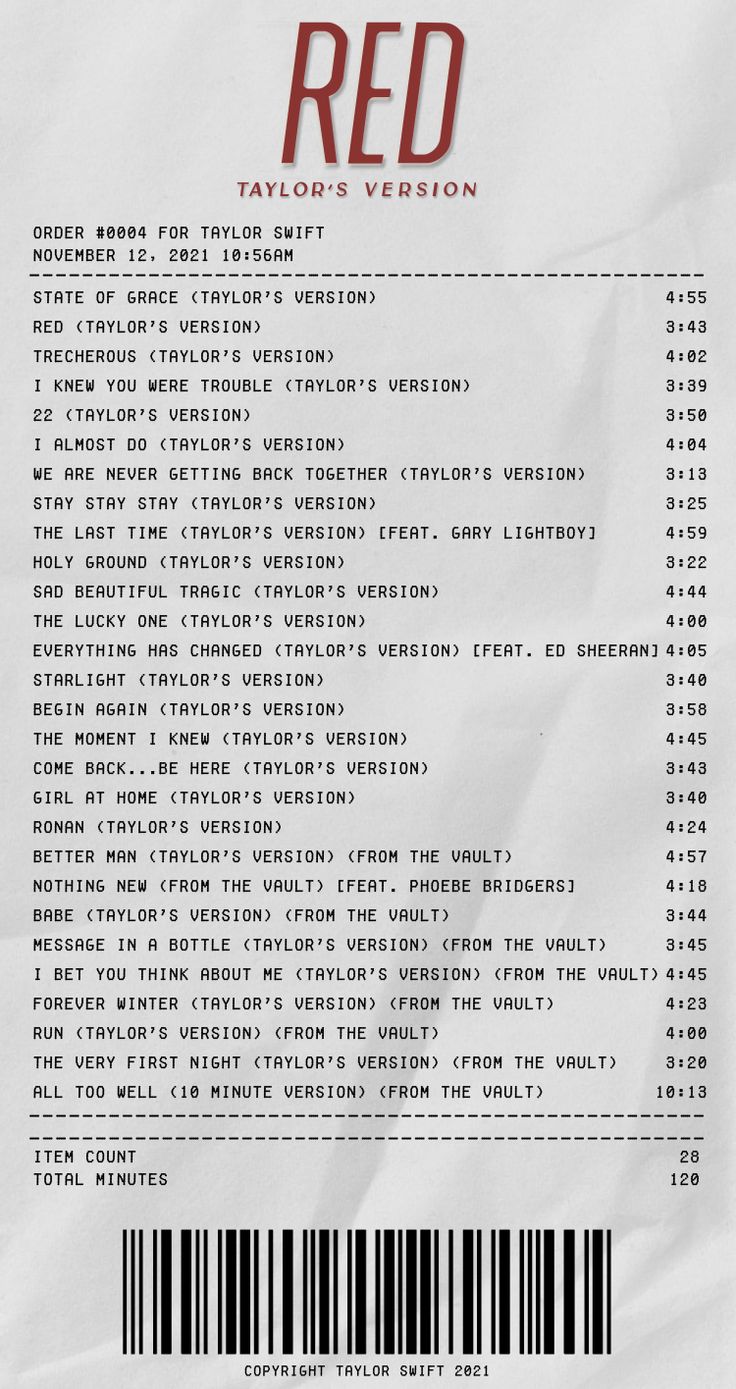 RED
TAYLOR'S VERSION
ORDER #0004 FOR TAYLOR SWIFT
NOVEMBER 12, 2021 10:56AM
STATE OF GRACE (TAYLOR'S VERSION) 4:55
RED (TAYLOR'S VERSION) 3:43
TRECHEROUS (TAYLOR'S VERSION) 4:02
I KNEW YOU WERE TROUBLE (TAYLOR'S VERSION) 3:39
22 (TAYLOR'S VERSION) 3:50
I ALMOST DO (TAYLOR'S VERSION) 4:04
WE ARE NEVER GETTING BACK TOGETHER (TAYLOR'S VERSION) 3:13
STAY STAY STAY (TAYLOR'S VERSION) 3:25
THE LAST TIME (TAYLOR'S VERSION) [FEAT. GARY LIGHTBOY] 4:59
HOLY GROUND (TAYLOR'S VERSION) 3:22
SAD BEAUTIFUL TRAGIC (TAYLOR'S VERSION) 4:44
THE LUCKY ONE (TAYLOR'S VERSION) 4:00
EVERYTHING HAS CHANGED (TAYLOR'S VERSION) [FEAT. ED SHEERAN] 4:05
STARLIGHT (TAYLOR'S VERSION) 3:40
BEGIN AGAIN (TAYLOR'S VERSION) 3:58
THE MOMENT I KNEW (TAYLOR'S VERSION) 4:45
COME BACK...BE HERE (TAYLOR'S VERSION) 3:43
GIRL AT HOME (TAYLOR'S VERSION) 3:40
RONAN (TAYLOR'S VERSION) 4:24
BETTER MAN (TAYLOR'S VERSION) (FROM THE VAULT) 4:57
NOTHING NEW (FROM THE VAULT) [FEAT. PHOEBE BRIDGERS] 4:18
BABE (TAYLOR'S VERSION) (FROM THE VAULT) 3:44
MESSAGE IN A BOTTLE (TAYLOR'S VERSION) (FROM THE VAULT) 3:45
I BET YOU THINK ABOUT ME (TAYLOR'S VERSION) (FROM THE VAULT) 4:45
FOREVER WINTER (TAYLOR'S VERSION) (FROM THE VAULT) 4:23
RUN (TAYLOR'S VERSION) (FROM THE VAULT) 4:00
THE VERY FIRST NIGHT (TAYLOR'S VERSION) (FROM THE VAULT) 3:20
ALL TOO WELL (10 MINUTE VERSION) (FROM THE VAULT) 10:13
ITEM COUNT 28
TOTAL MINUTES 120
COPYRIGHT TAYLOR SWIFT 2021